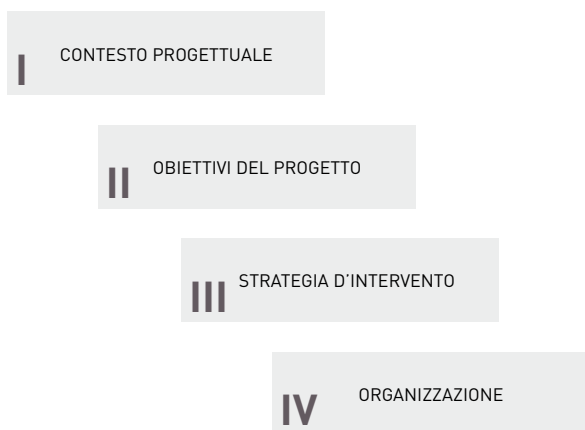 I CONTESTO PROGETTUALE
II OBIETTIVI DEL PROGETTO
III STRATEGIA D'INTERVENTO
IV ORGANIZZAZIONE